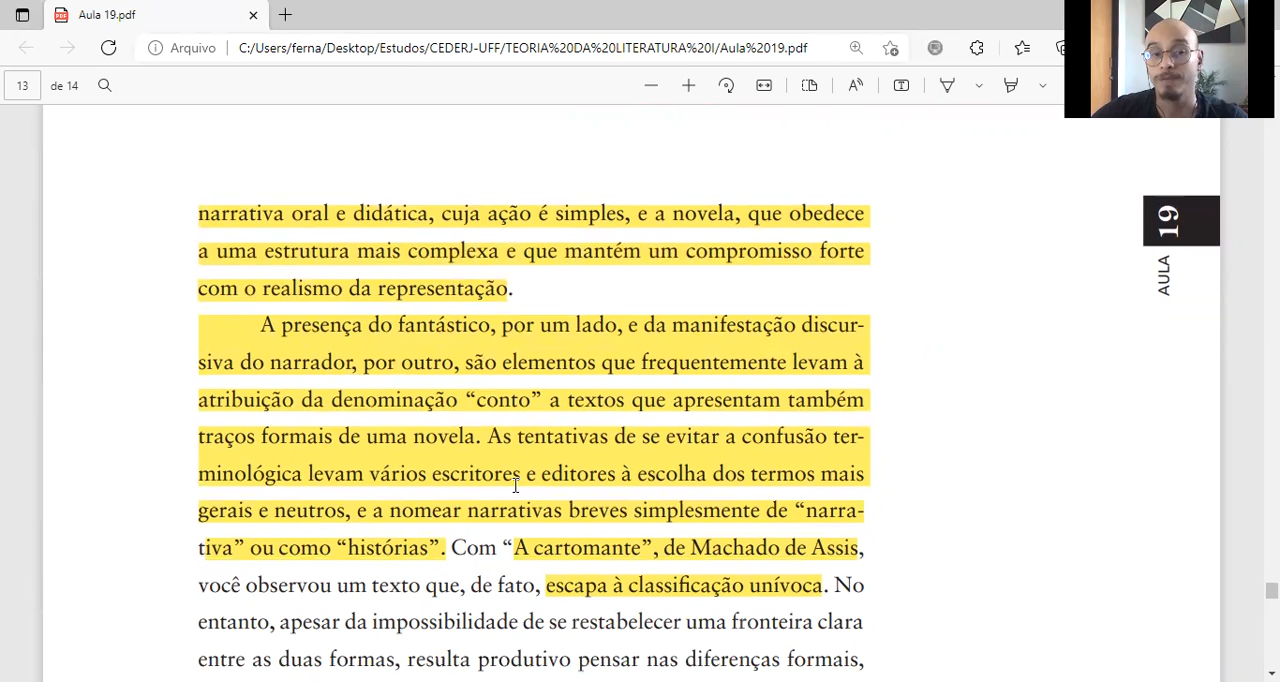 Aula 19.pdf
Arquivo
C:/Users/ferna/Desktop/Estudos/CEDERJ-UFF/TEORIA%20DA%20LITERATURA%20I/Aula%2019.pdf
13 de 14
narrativa oral e didática, cuja ação é simples, e a novela, que obedece
a uma estrutura mais complexa e que mantém um compromisso forte
com o realismo da representação.
A presença do fantástico, por um lado, e da manifestação discur-
siva do narrador, por outro, são elementos que frequentemente levam à
atribuição da denominação “conto” a textos que apresentam também
traços formais de uma novela. As tentativas de se evitar a confusão ter-
minológica levam vários escritores e editores à escolha dos termos mais
gerais e neutros, e a nomear narrativas breves simplesmente de “narra-
tiva” ou como “histórias”. Com “A cartomante”, de Machado de Assis,
você observou um texto que, de fato, escapa à classificação unívoca. No
entanto, apesar da impossibilidade de se restabelecer uma fronteira clara
entre as duas formas, resulta produtivo pensar nas diferenças formais,
AULA 19